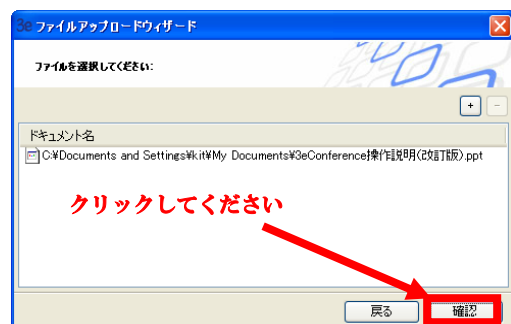 3e ファイルアップロードウィザード
ファイルを選択してください:
+ -
ドキュメント名
C:¥Documents and Settings¥kit¥My Documents¥3eConference操作説明(改訂版).ppt
クリックしてください
戻る 確認